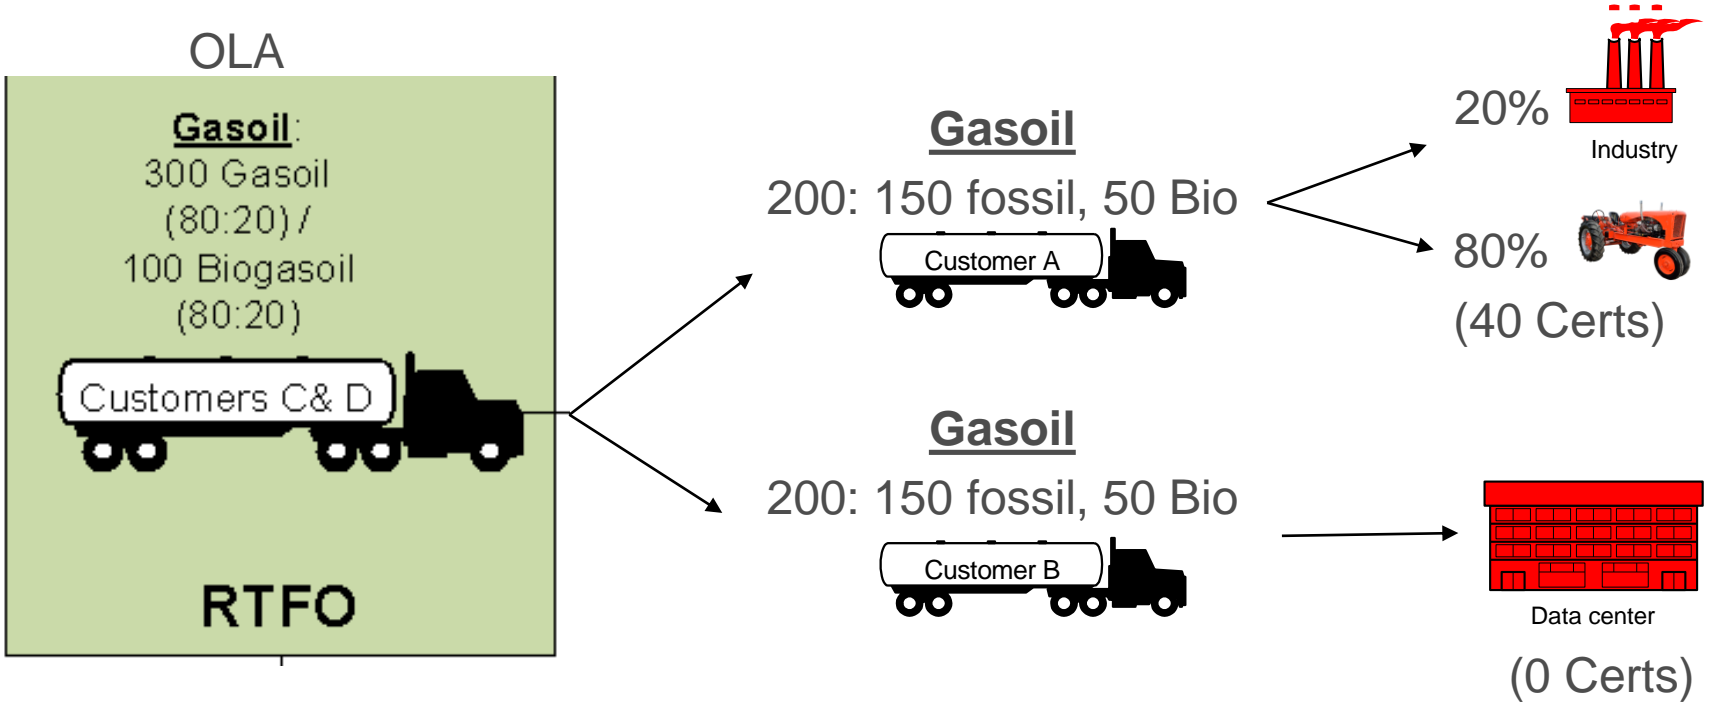 OLA
Gasoil:
300 Gasoil
(80:20) /
100 Biogasoil
(80:20)
Customers C& D
RTFO
Gasoil
200: 150 fossil, 50 Bio
Customer A
20%
Industry
80%
(40 Certs)
Gasoil
200: 150 fossil, 50 Bio
Customer B
Data center
(0 Certs)